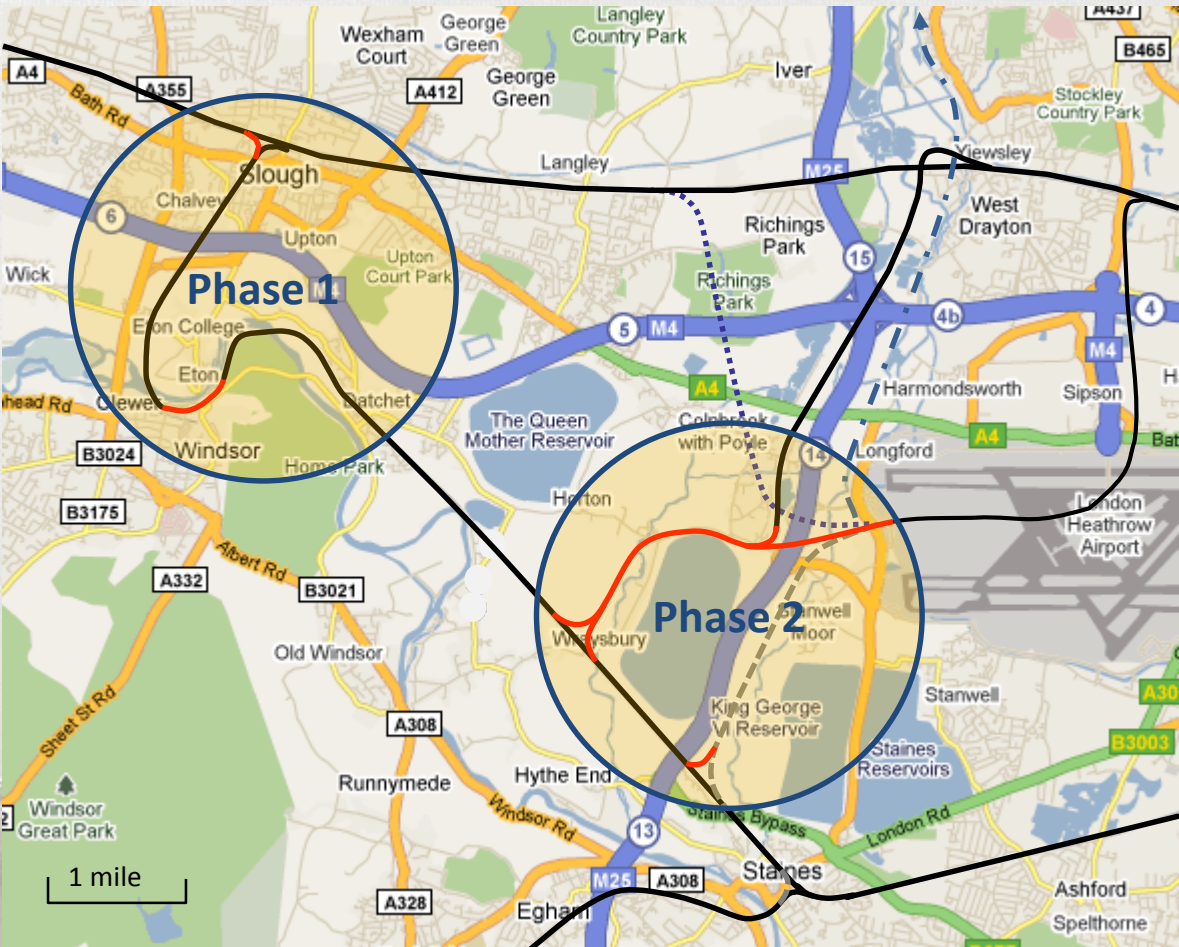 Langley
Country Park
A437
George
Green
Wexham
Court
B465
A4
A355
A412
George
Green
Iver
Bath Rd
Stockley
Country Park
Langley
Yiewsley
M25
Slough
Chalvey
West
Drayton
6
Richings
Park
Upton
Wick
Upton
Court Park
15
Phase 1
M4
Richings
Park
5
M4
4b
4
Eton College
M4
Eton
A4
Harmondsworth
Sipson
H
head Rd
Clewer
Datchet
The Queen
Mother Reservoir
Colnbrook
with Poyle
A4
Bat
B3024
Windsor
14
Longford
Home Park
Horton
London
Heathrow
Airport
B3175
Albert Rd
A332
B3021
Phase 2
Stanwell
Moor
Wraysbury
Old Windsor
Stanwell
A30
Sheet St Rd
A308
King George
VI Reservoir
B3003
Staines
Reservoirs
Runnymede
Hythe End
Windsor
Great Park
2
Windsor Rd
Staines Bypass
London Rd
13
1 mile
Staines
M25
A308
Ashford
A328
Egham
Spelthorne